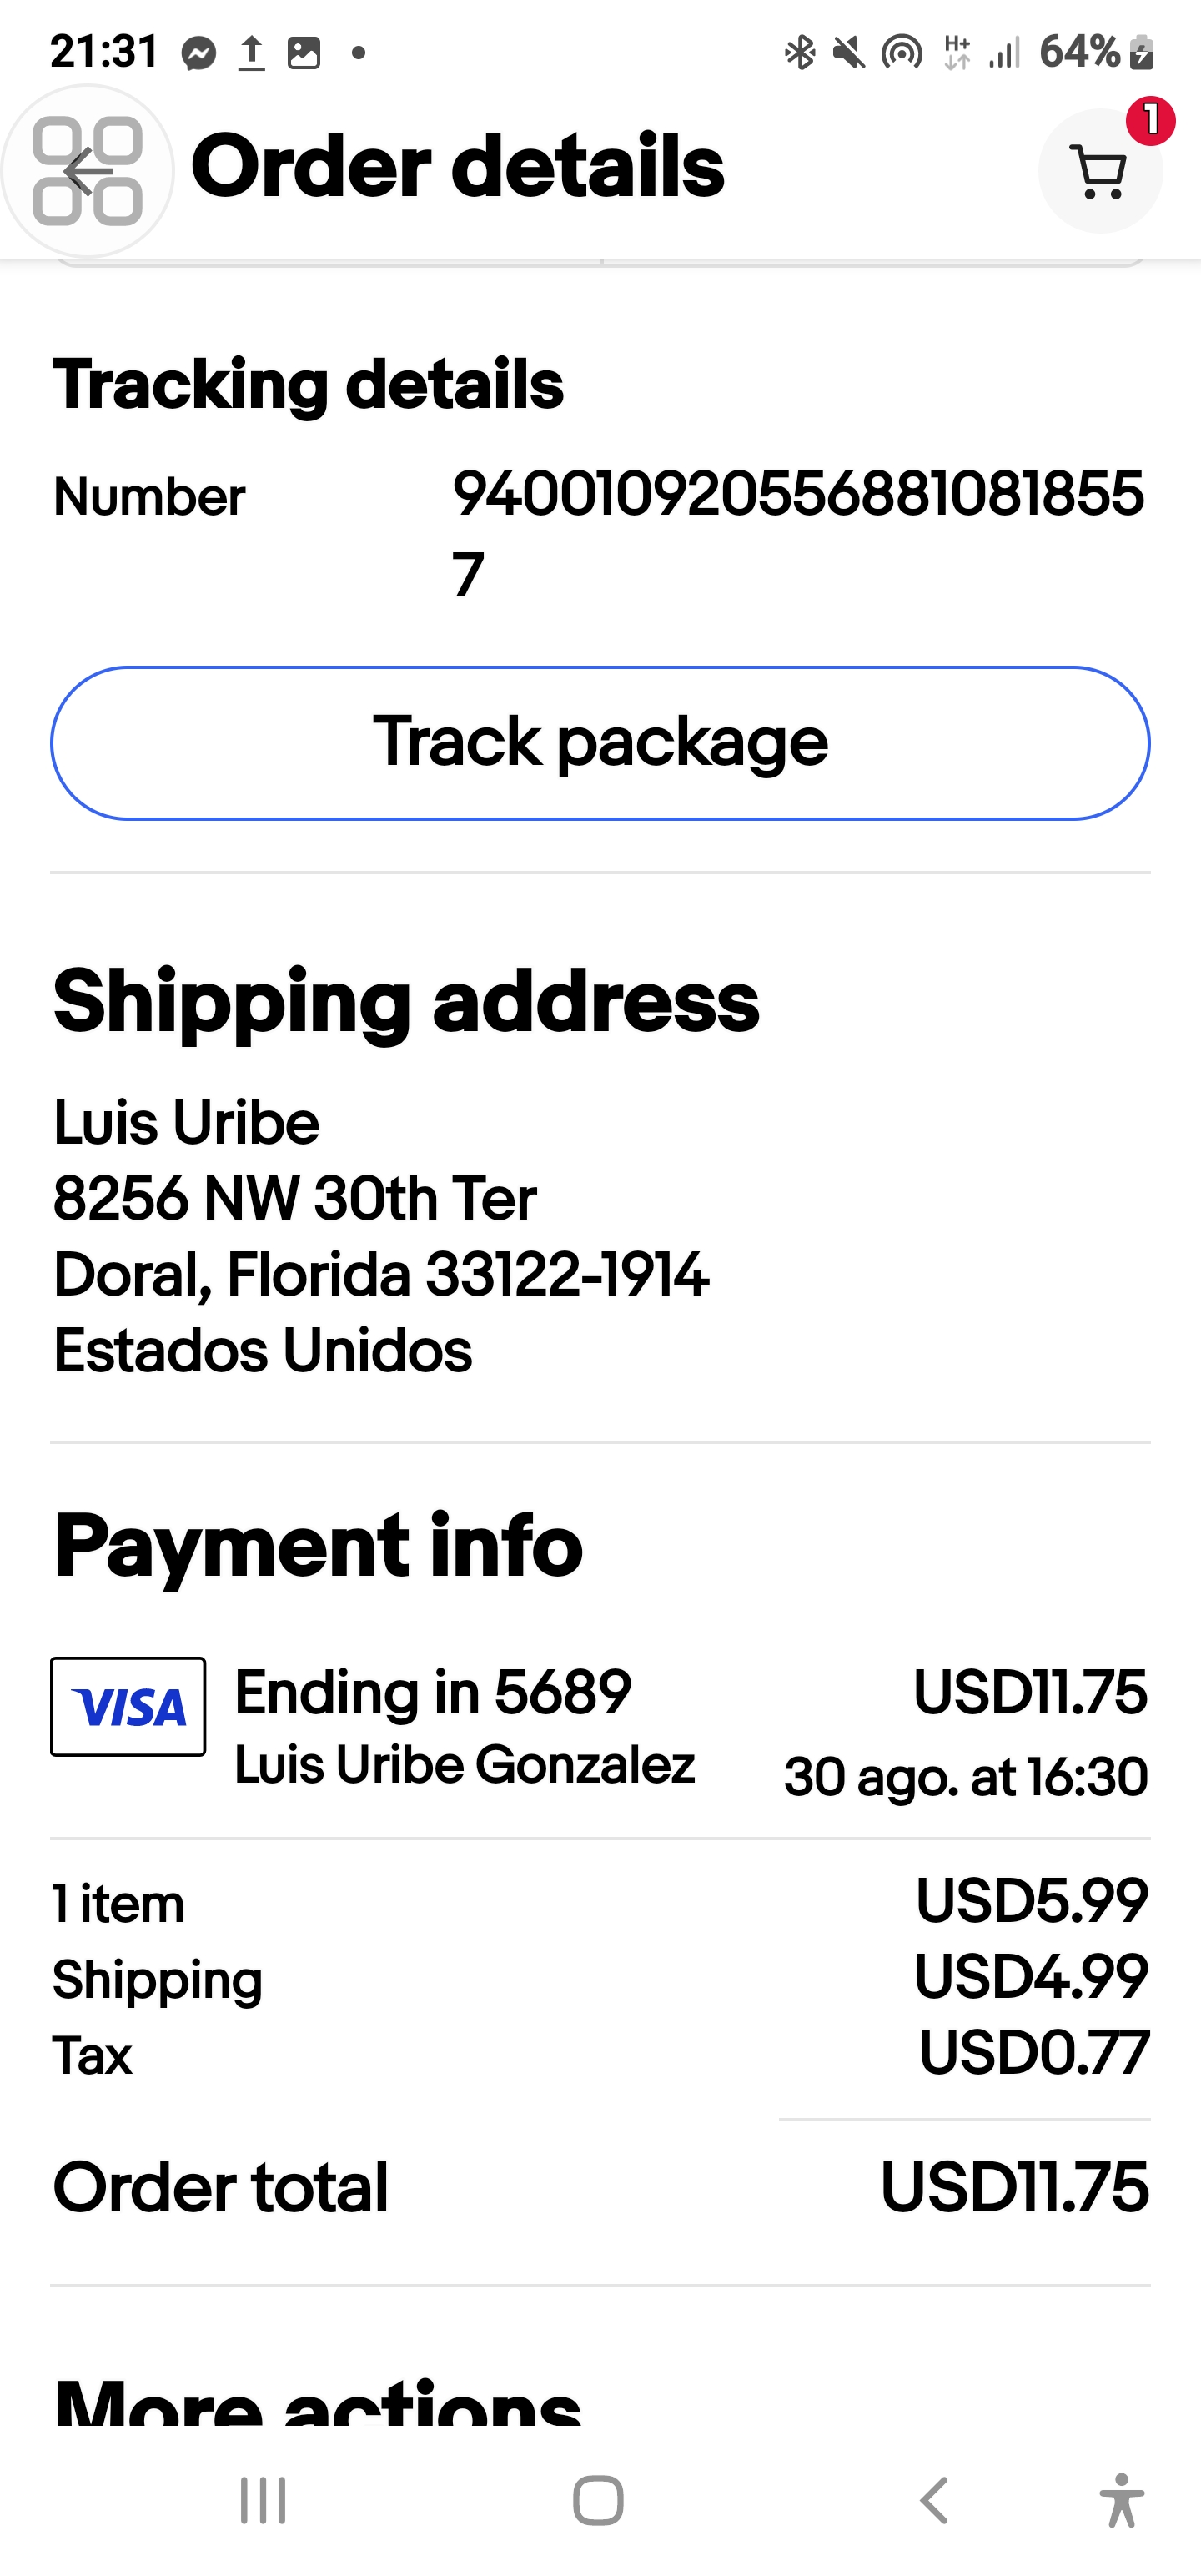 21:31
H+
64%
Order details
1
Tracking details
Number
940010920556881081855
7
Track package
Shipping address
Luis Uribe
8256 NW 30th Ter
Doral, Florida 33122-1914
Estados Unidos
Payment info
VISA
Ending in 5689
USD11.75
Luis Uribe Gonzalez
30 ago. at 16:30
1 item
USD5.99
Shipping
USD4.99
Tax
USD0.77
Order total
USD11.75
More actions